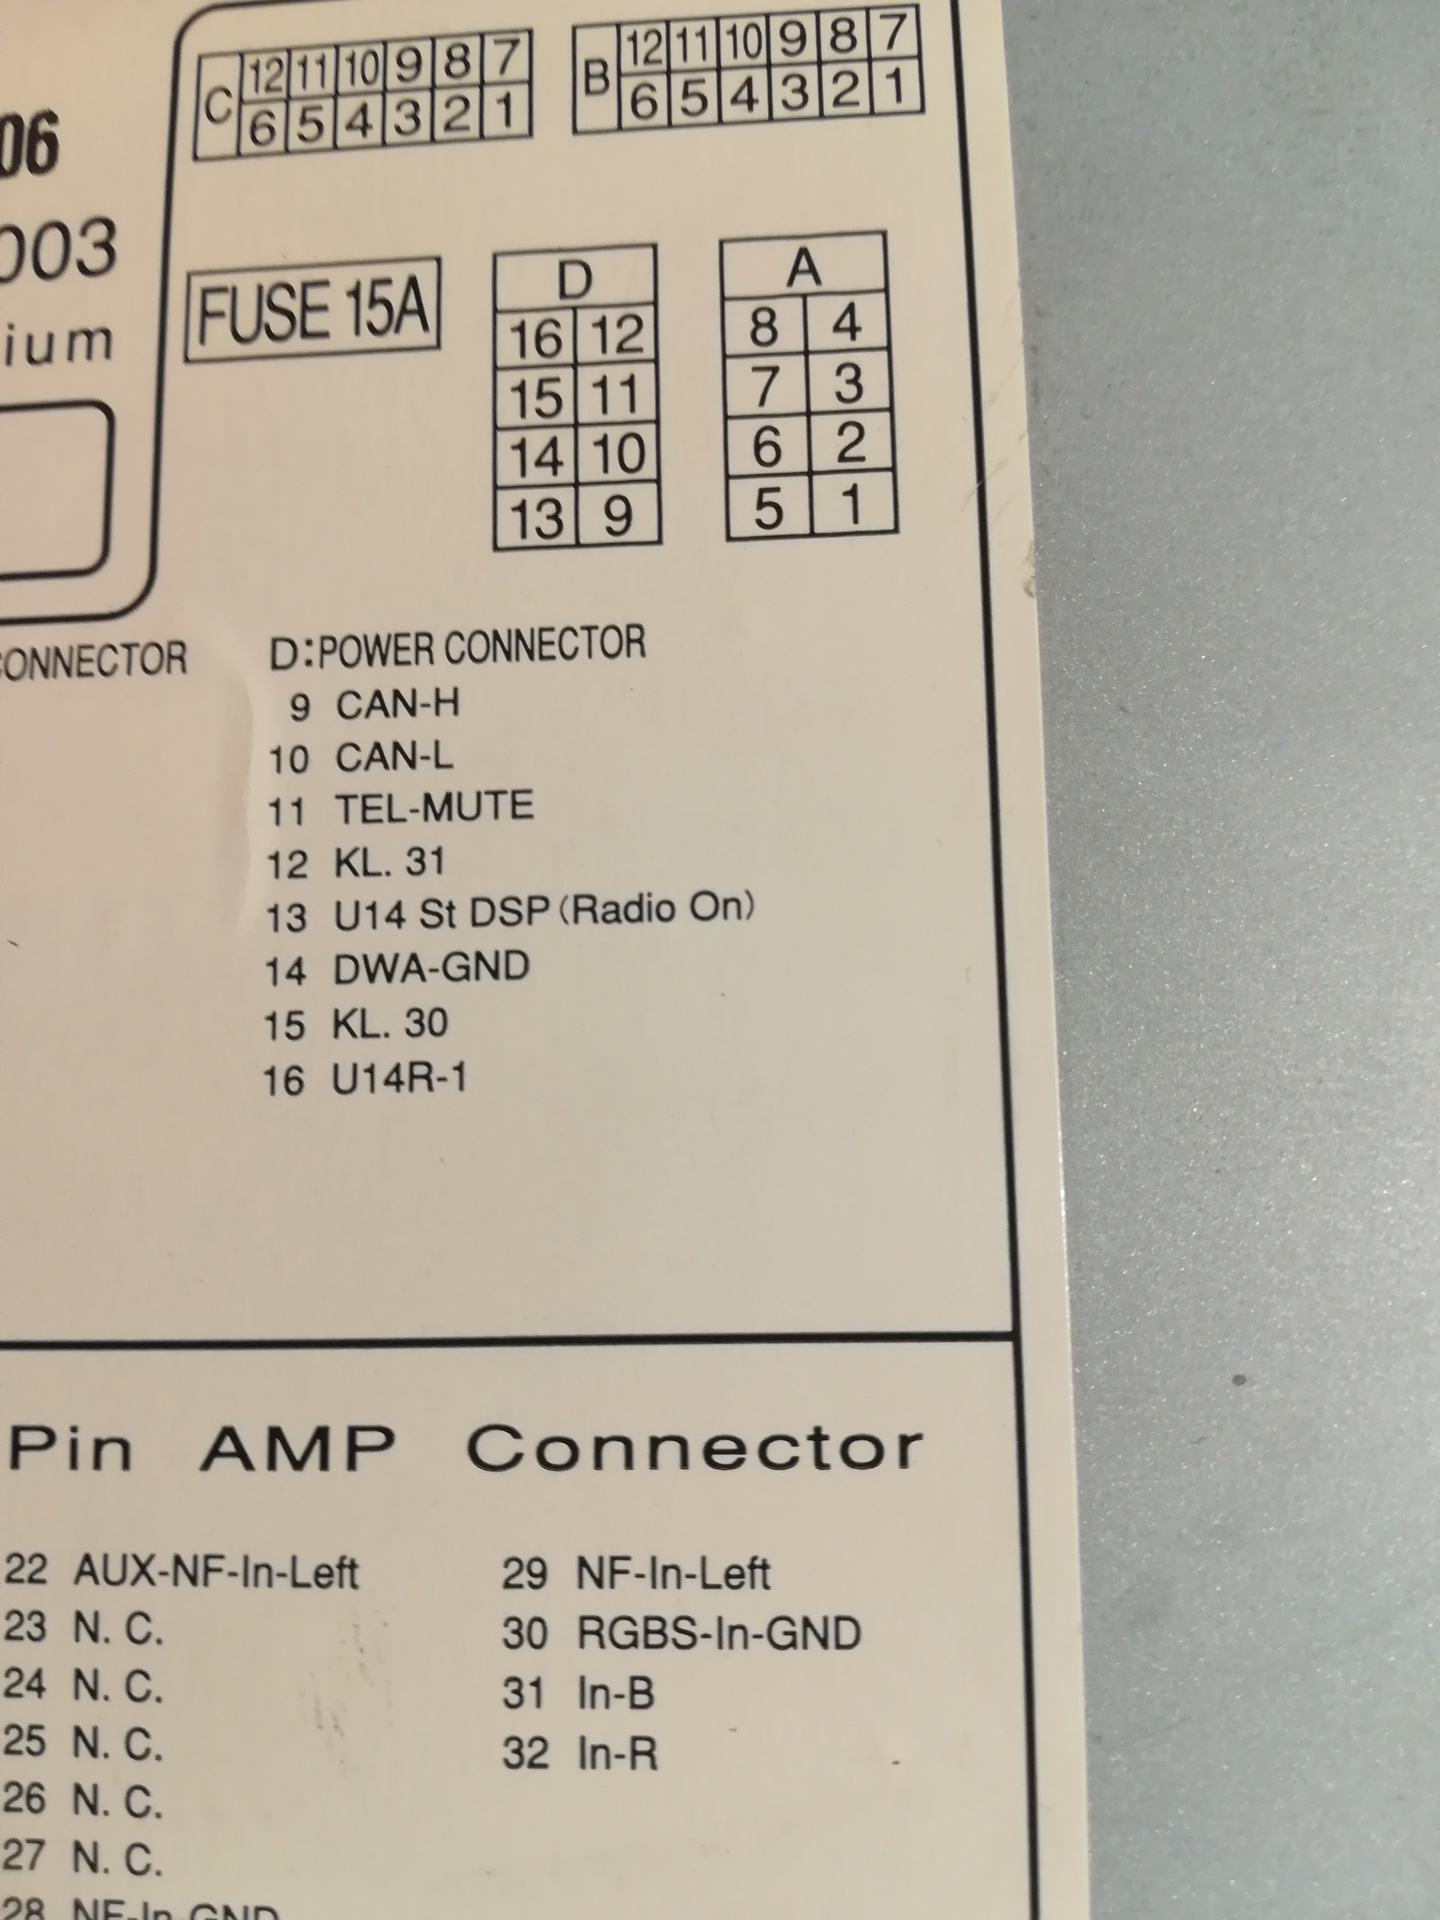 C 12 11 10 9 8 7
6 5 4 3 2 1
B 12 11 10 9 8 7
6 5 4 3 2 1
06
003
ium
FUSE 15A
D
16 12
15 11
14 10
13 9
A
8 4
7 3
6 2
5 1
CONNECTOR
D:POWER CONNECTOR
9 CAN-H
10 CAN-L
11 TEL-MUTE
12 KL. 31
13 U14 St DSP (Radio On)
14 DWA-GND
15 KL. 30
16 U14R-1
Pin AMP Connector
22 AUX-NF-In-Left
23 N. C.
24 N. C.
25 N. C.
26 N. C.
27 N. C.
28 NF-In-GND
29 NF-In-Left
30 RGBS-In-GND
31 In-B
32 In-R